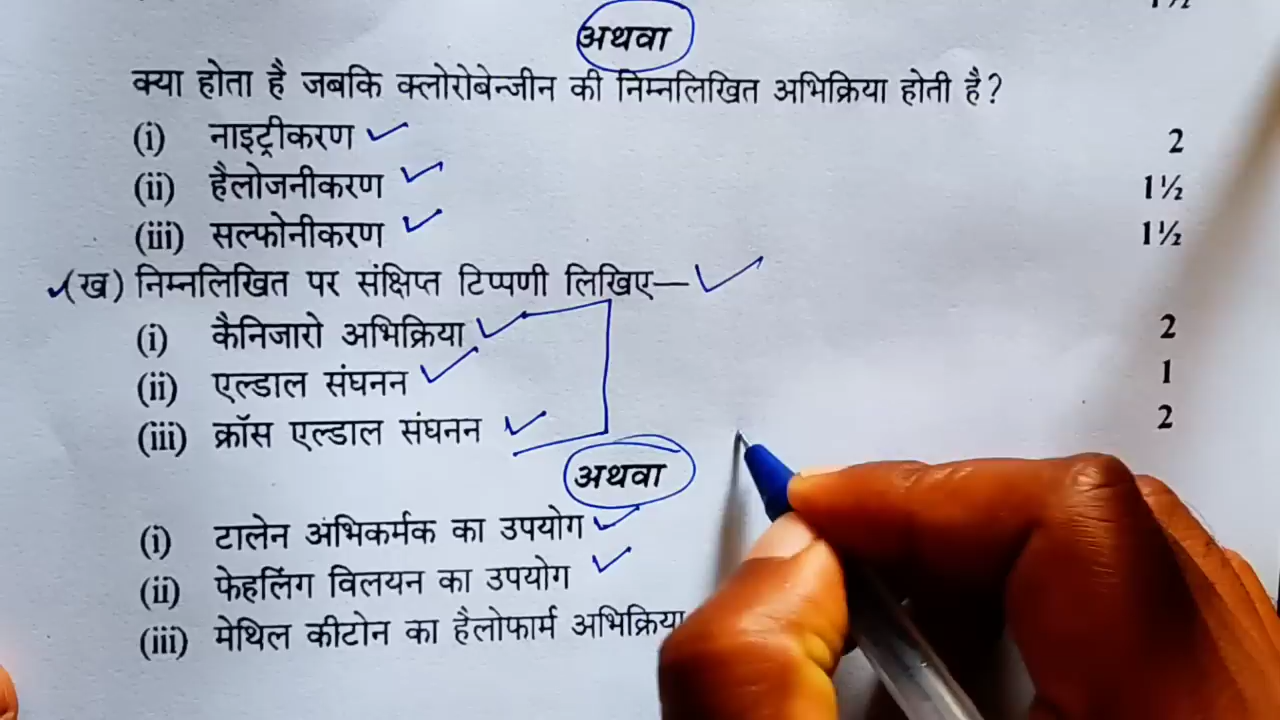 अथवा
क्या होता है जबकि क्लोरोबेन्जीन की निम्नलिखित अभिक्रिया होती है?
(i) नाइट्रीकरण 2
(ii) हैलोजनीकरण 1½
(iii) सल्फोनीकरण 1½
(ख) निम्नलिखित पर संक्षिप्त टिप्पणी लिखिए—
(i) कैनिजारो अभिक्रिया 2
(ii) एल्डाल संघनन 1
(iii) क्रॉस एल्डाल संघनन 2
अथवा
(i) टालेन अभिकर्मक का उपयोग
(ii) फेहलिंग विलयन का उपयोग
(iii) मेथिल कीटोन का हैलोफार्म अभिक्रिया